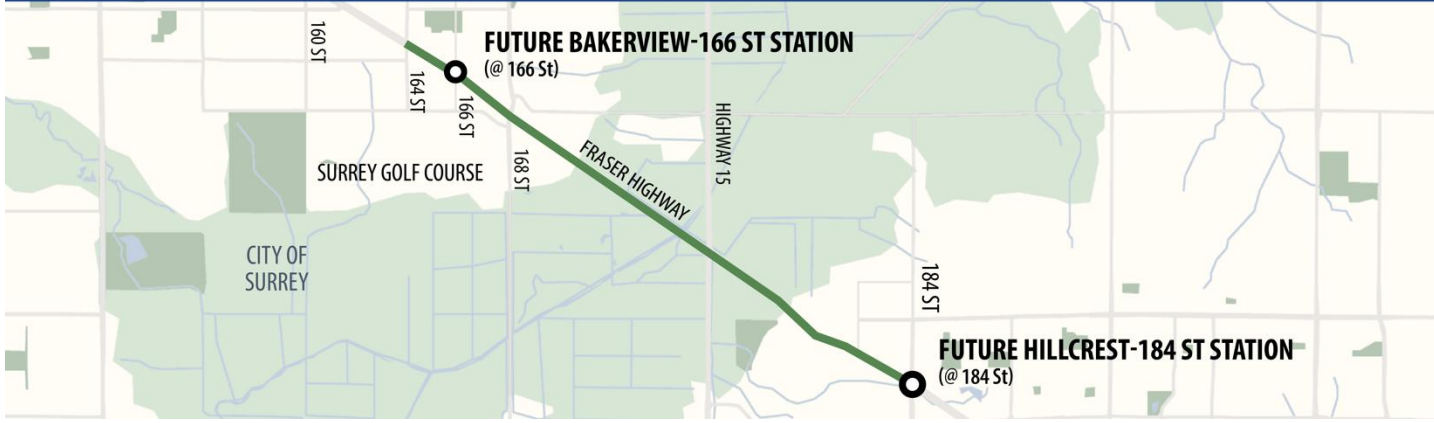 160 ST
FUTURE BAKERVIEW-166 ST STATION
(@ 166 St)
164 ST
166 ST
168 ST
HIGHWAY 15
SURREY GOLF COURSE
FRASER HIGHWAY
CITY OF
SURREY
184 ST
FUTURE HILLCREST-184 ST STATION
(@ 184 St)